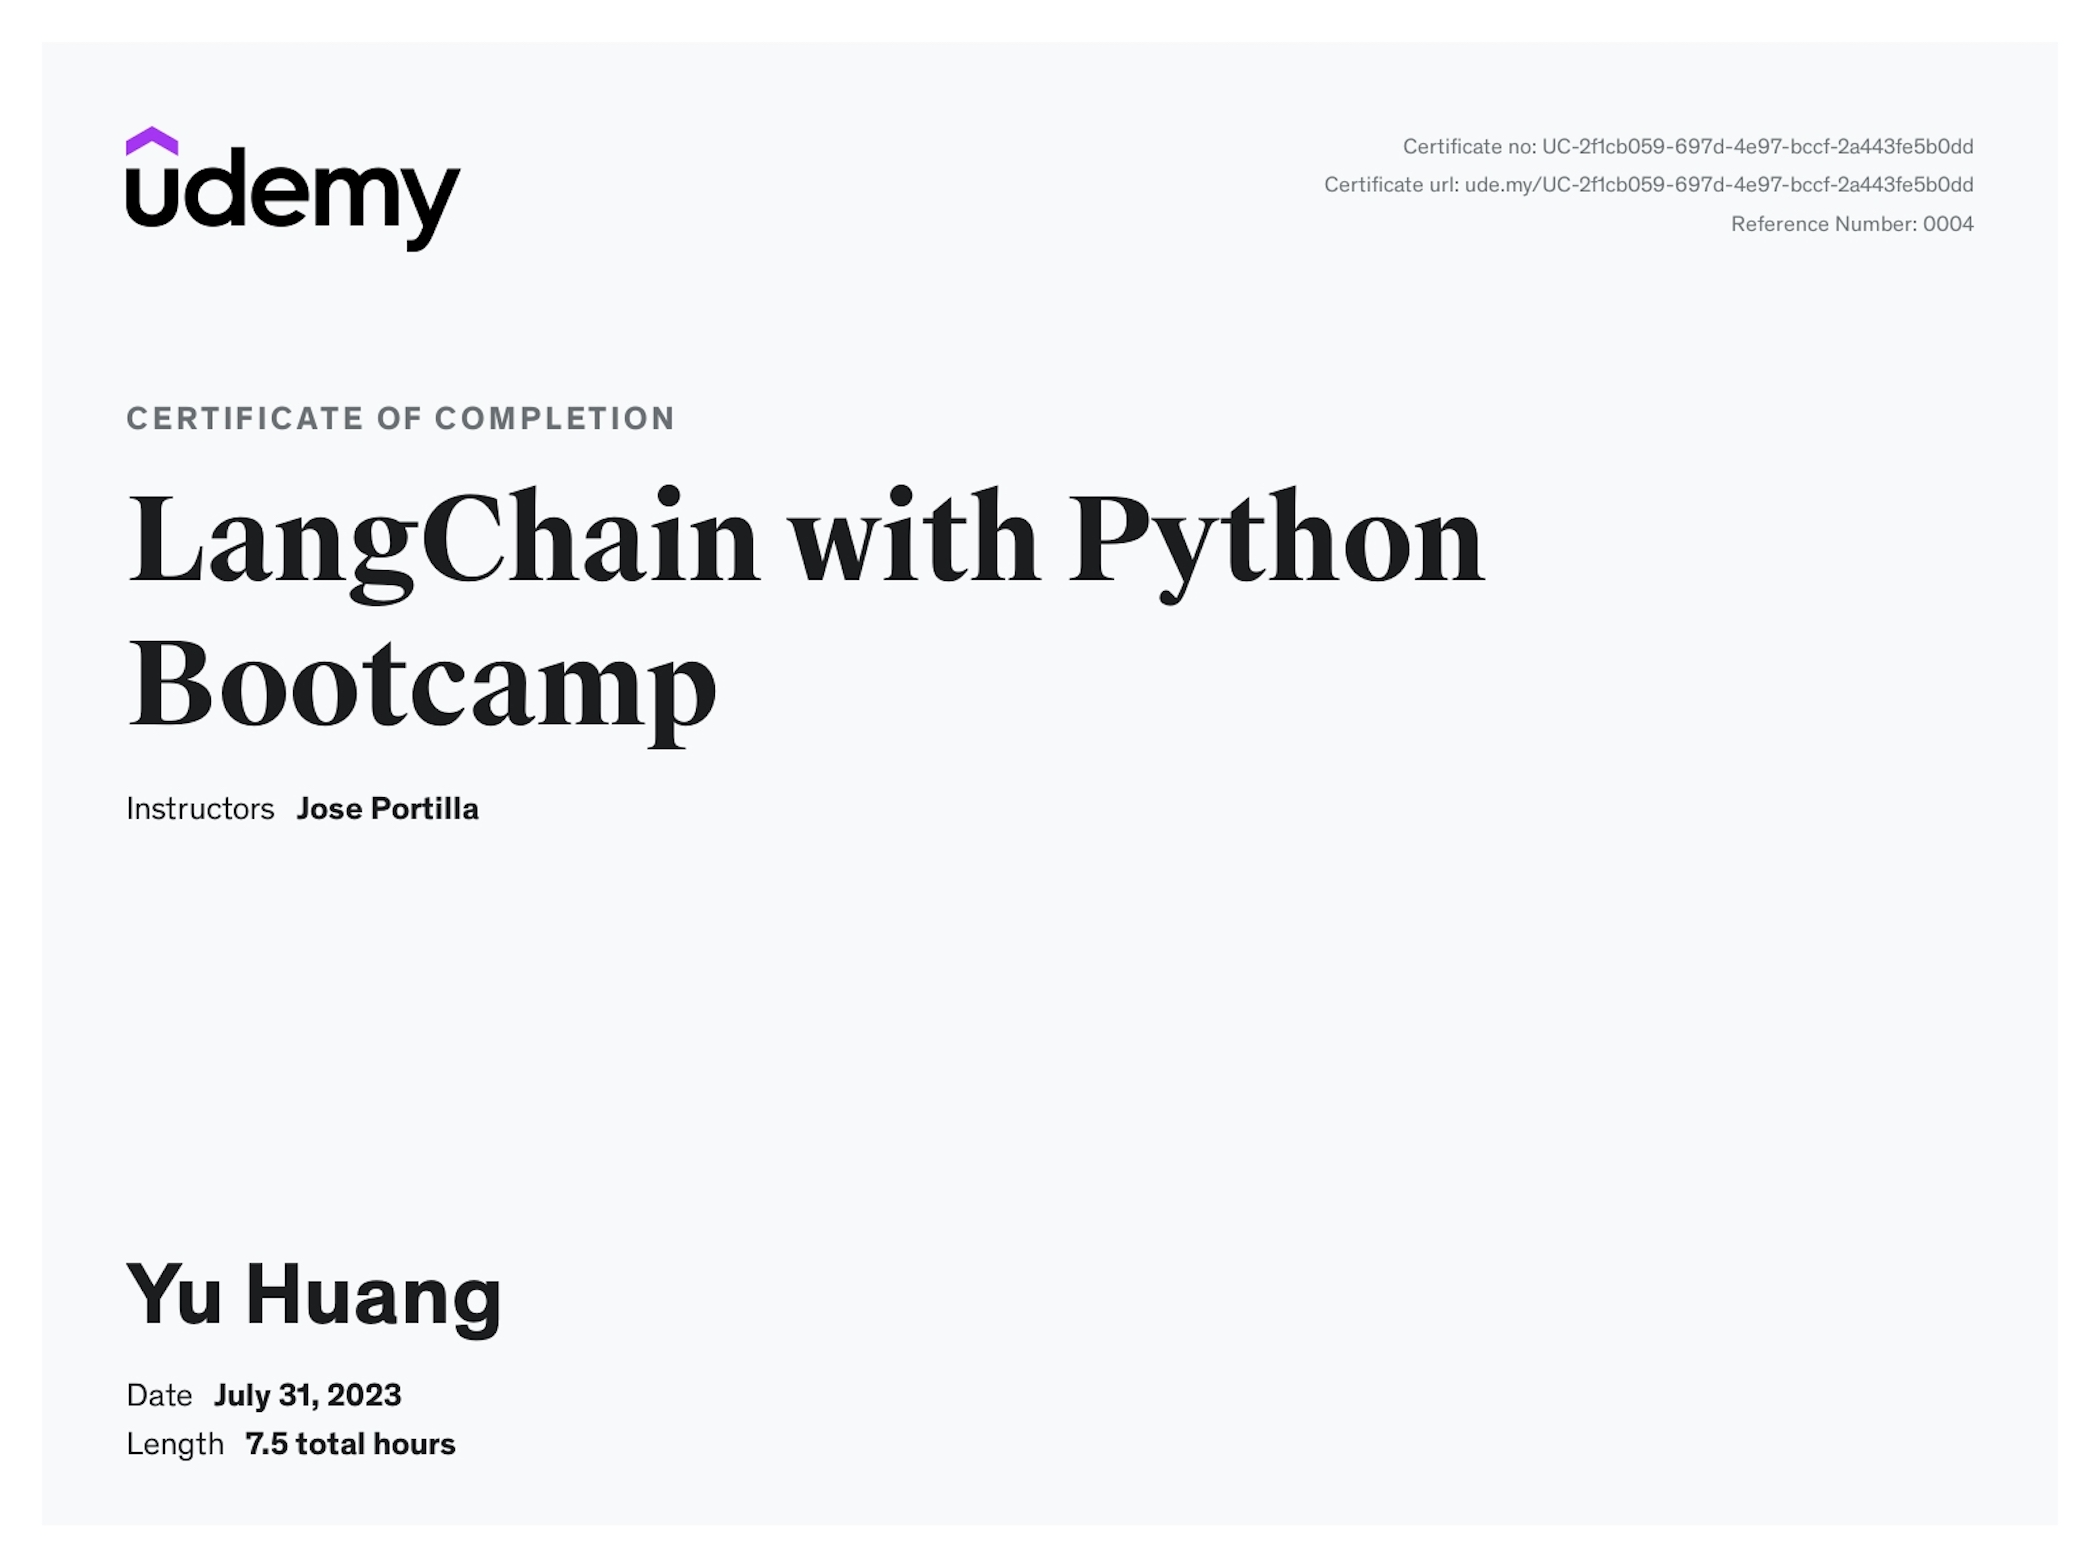 udemy
Certificate no: UC-2f1cb059-697d-4e97-bccf-2a443fe5b0dd
Certificate url: ude.my/UC-2f1cb059-697d-4e97-bccf-2a443fe5b0dd
Reference Number: 0004
CERTIFICATE OF COMPLETION
LangChain with Python
Bootcamp
Instructors Jose Portilla
Yu Huang
Date July 31, 2023
Length 7.5 total hours